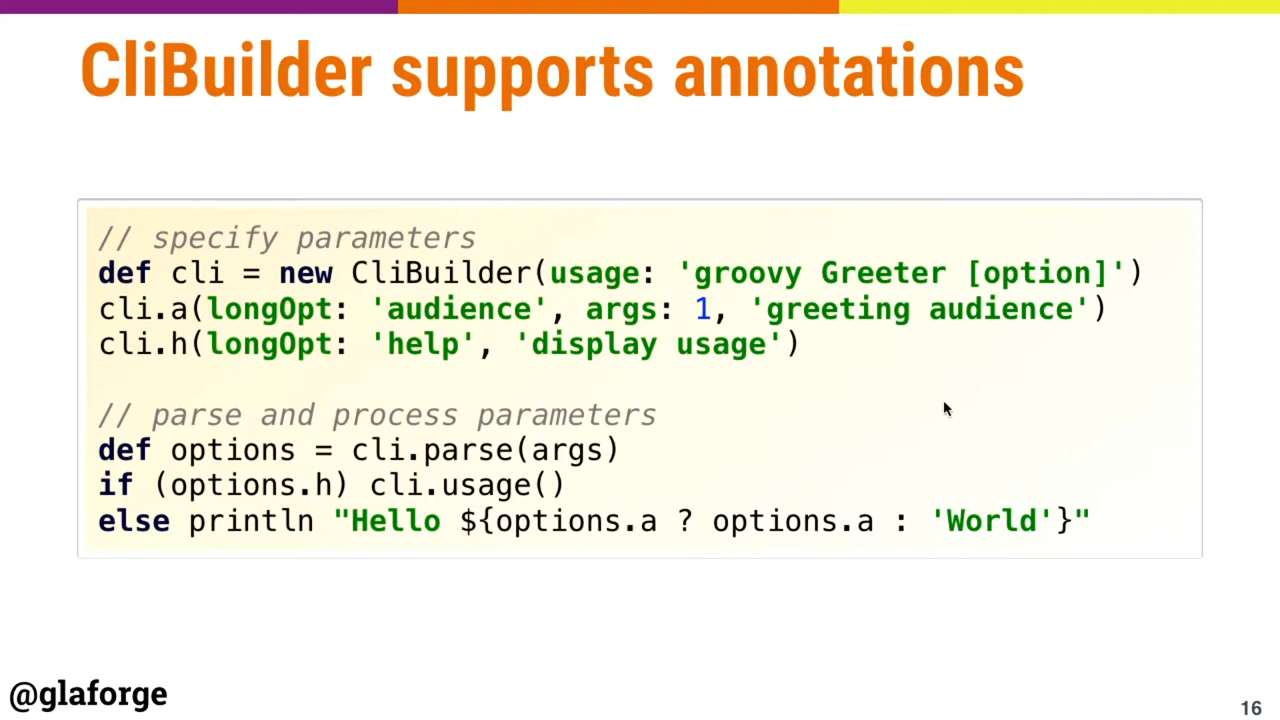 CliBuilder supports annotations
// specify parameters
def cli = new CliBuilder(usage: 'groovy Greeter [option]')
cli.a(longOpt: 'audience', args: 1, 'greeting audience')
cli.h(longOpt: 'help', 'display usage')
// parse and process parameters
def options = cli.parse(args)
if (options.h) cli.usage()
else println "Hello ${options.a ? options.a : 'World'}"
@glaforge
16